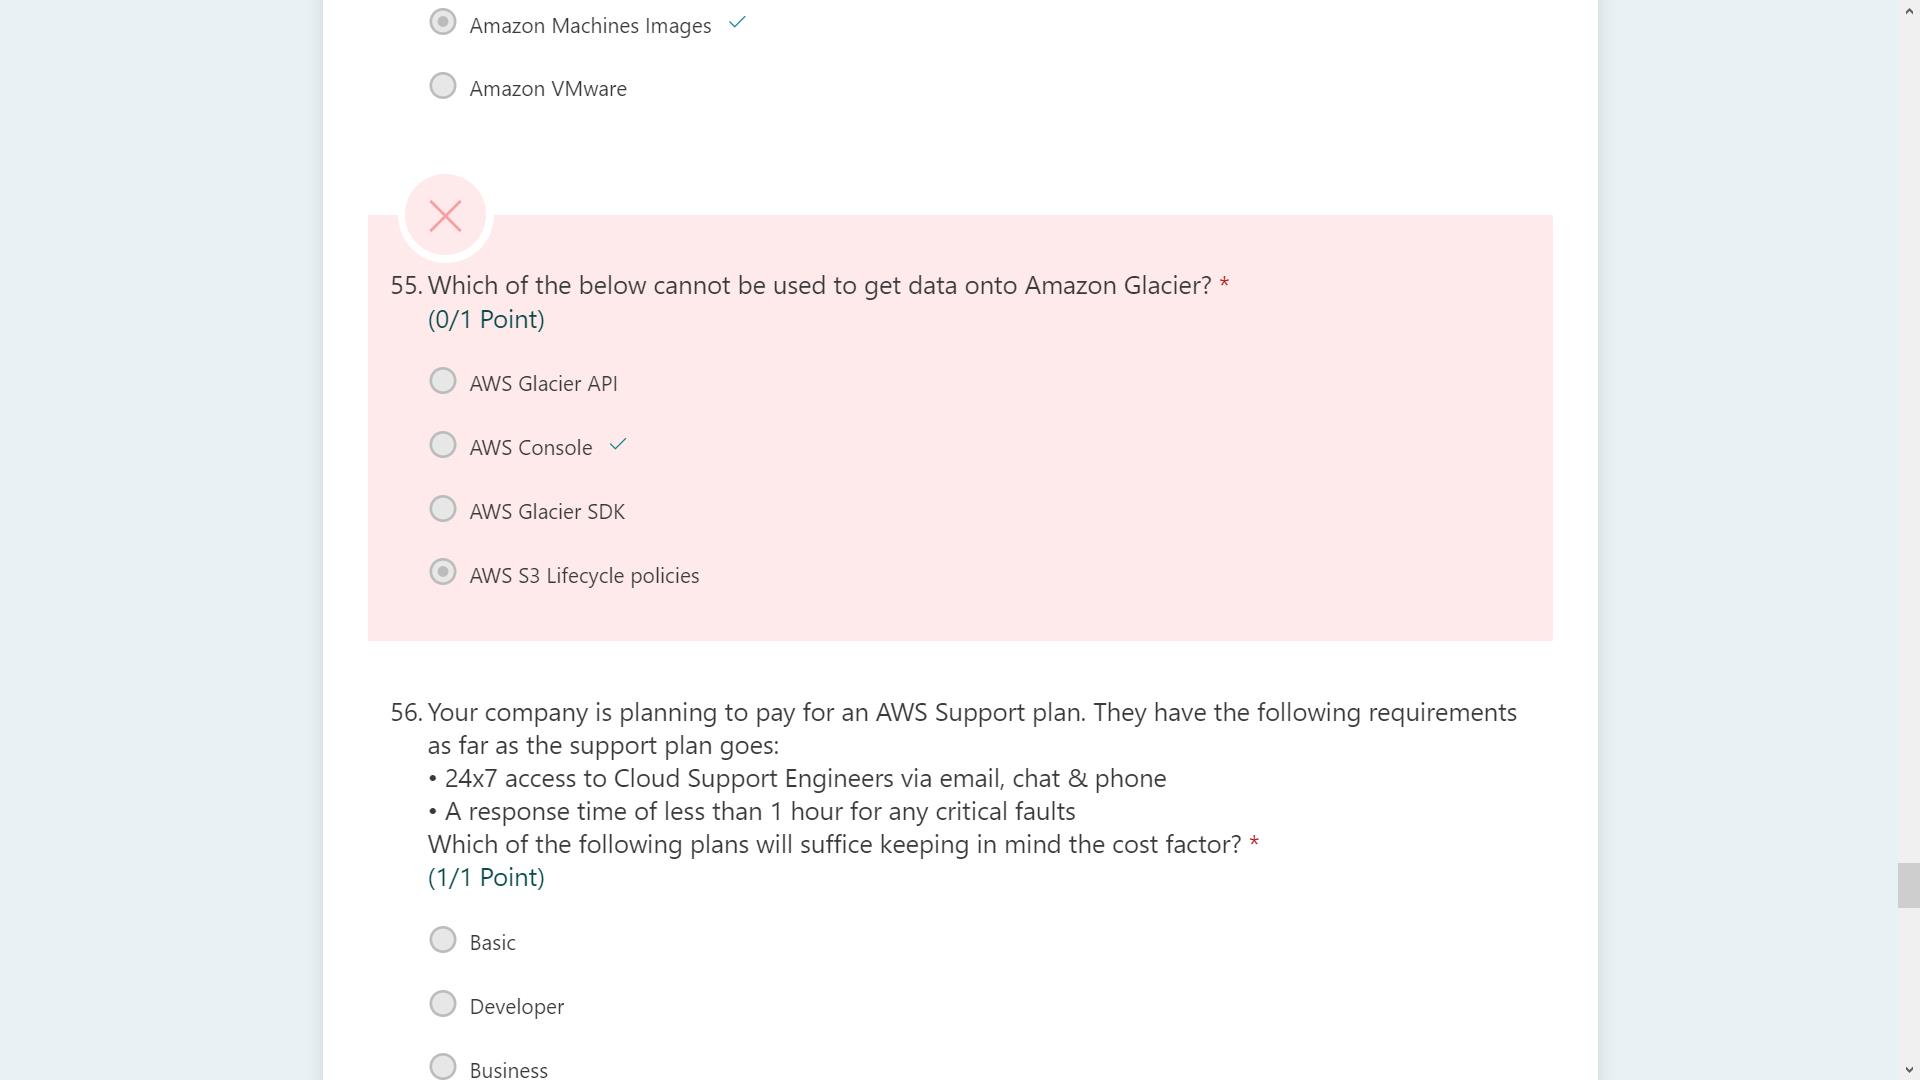 Amazon Machines Images
Amazon VMware
55. Which of the below cannot be used to get data onto Amazon Glacier? *
(0/1 Point)
AWS Glacier API
AWS Console
AWS Glacier SDK
AWS S3 Lifecycle policies
56. Your company is planning to pay for an AWS Support plan. They have the following requirements
as far as the support plan goes:
• 24x7 access to Cloud Support Engineers via email, chat & phone
• A response time of less than 1 hour for any critical faults
Which of the following plans will suffice keeping in mind the cost factor? *
(1/1 Point)
Basic
Developer
Business